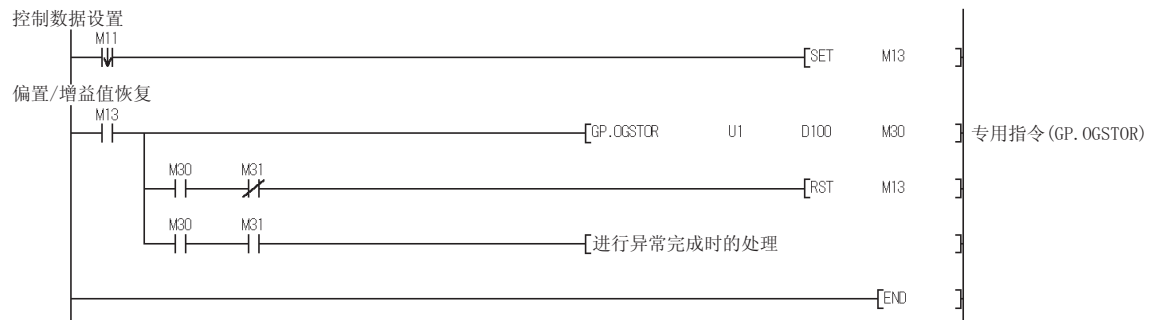 控制数据设置
M11
[SET M13 ]
偏置/增益值恢复
M13
[GP.OGSTOR U1 D100 M30 ] 专用指令(GP.OGSTOR)
M30 M31
[RST M13 ]
M30 M31
[进行异常完成时的处理 ]
[END ]